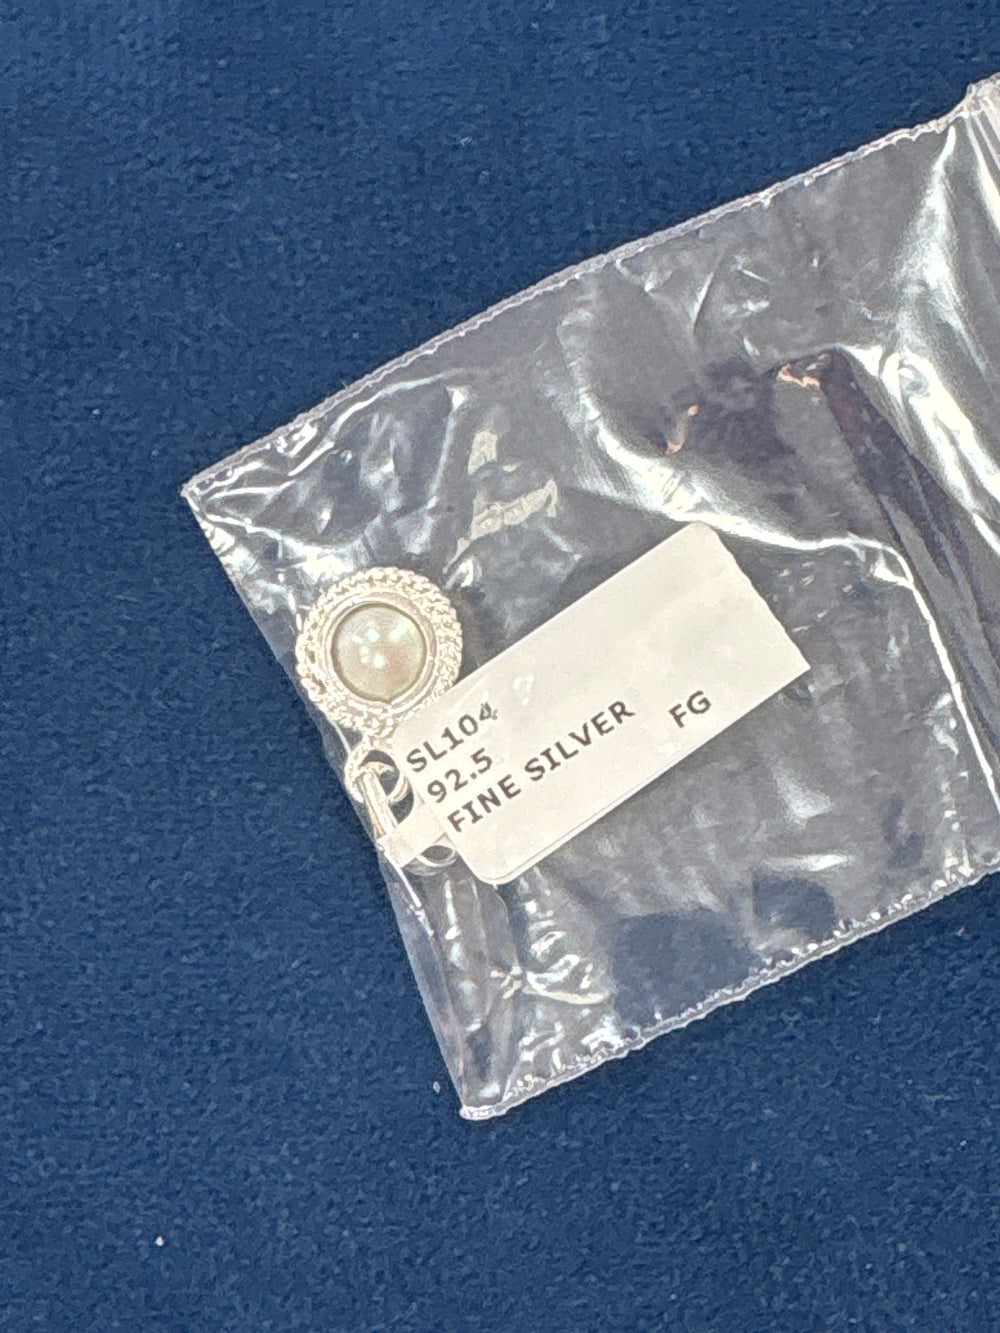 SL104
92.5
FINE SILVER FG